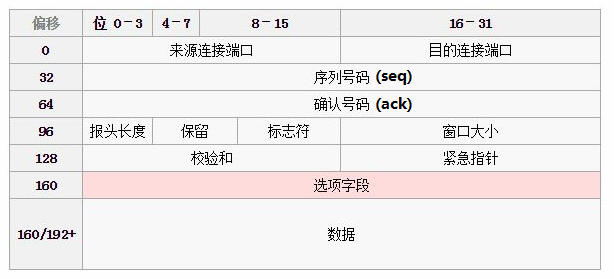 偏移 位 0-3 4-7 8-15 16-31
0 来源连接端口 目的连接端口
32 序列号码 (seq)
64 确认号码 (ack)
96 报头长度 保留 标志符 窗口大小
128 校验和 紧急指针
160 选项字段
160/192+ 数据